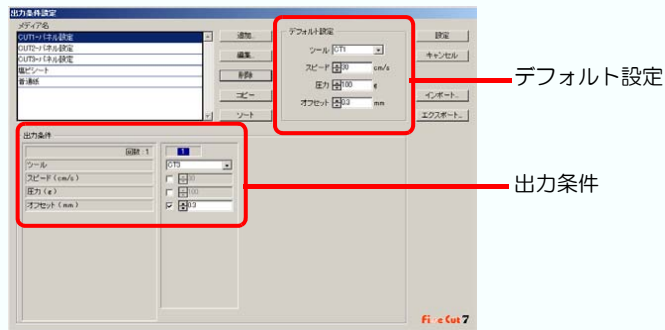 出力条件設定
メディア名
CUT1-パネル設定
CUT2-パネル設定
CUT3-パネル設定
塩ビシート
普通紙
追加...
編集...
削除
コピー
ソート
デフォルト設定
ツール CT1
スピード 30 cm/s
圧力 100 g
オフセット 0.3 mm
設定
キャンセル
インポート...
エクスポート...
デフォルト設定
出力条件
回数 : 1 1
ツール CT3
スピード (cm/s) 30
圧力 (g) 100
オフセット (mm) 0.3
出力条件
FineCut 7